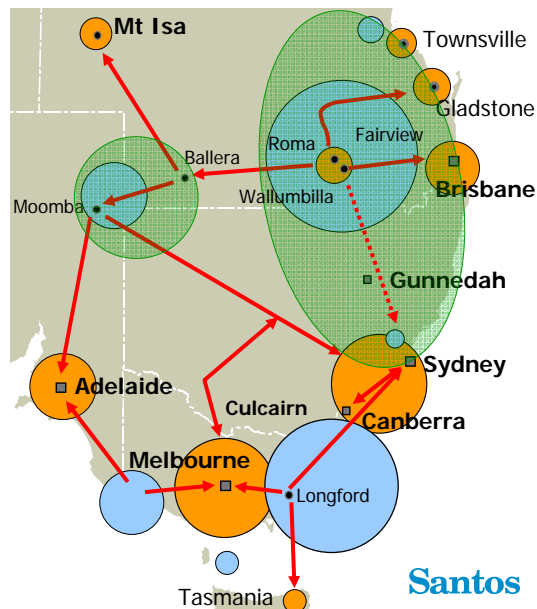 Mt Isa
Townsville
Gladstone
Roma
Fairview
Ballera
Wallumbilla
Brisbane
Moomba
Gunnedah
Sydney
Adelaide
Culcairn
Canberra
Melbourne
Longford
Tasmania
Santos